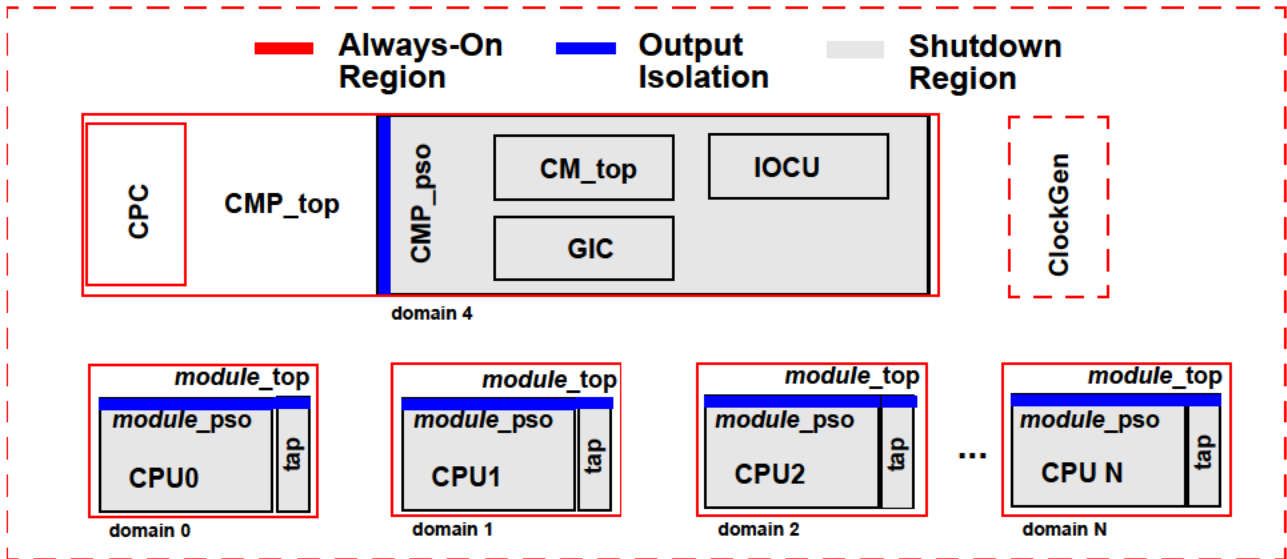 Always-On
Region
Output
Isolation
Shutdown
Region
CPC
CMP_top
CMP_pso
CM_top
IOCU
GIC
ClockGen
domain 4
module_top
module_pso
CPU0
tap
domain 0
module_top
module_pso
CPU1
tap
domain 1
module_top
module_pso
CPU2
tap
domain 2
...
module_top
module_pso
CPU N
tap
domain N